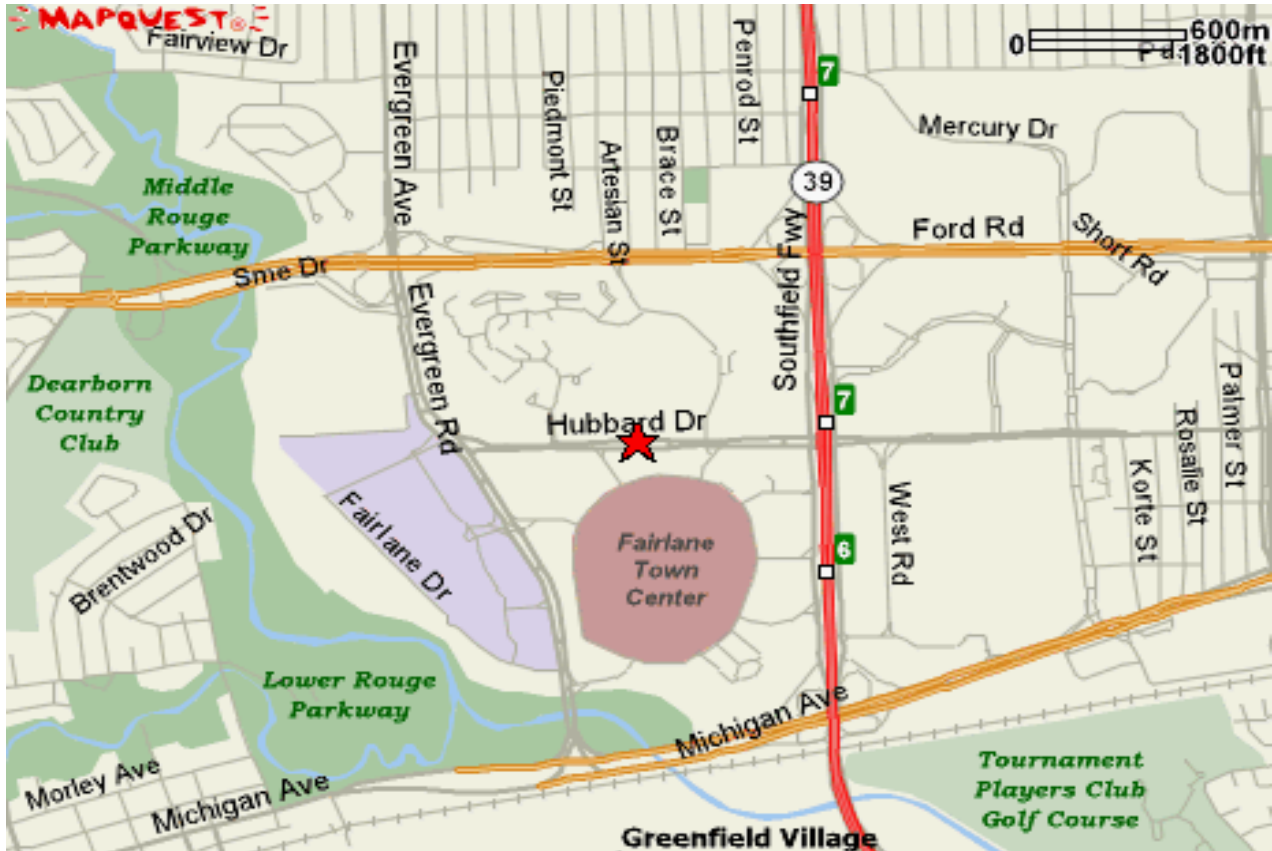 MAPQUEST
Fairview Dr
600m
0
1800ft
Evergreen Ave
Piedmont St
Artesian St
Brace St
Penrod St
7
Mercury Dr
39
Middle
Rouge
Parkway
Sme Dr
Ford Rd
Short Rd
Southfield Fwy
Evergreen Rd
Dearborn
Country
Club
Hubbard Dr
7
Palmer St
Rosalie St
Korte St
West Rd
Fairlane Dr
Brentwood Dr
Fairlane
Town
Center
6
Lower Rouge
Parkway
Michigan Ave
Morley Ave
Michigan Ave
Tournament
Players Club
Golf Course
Greenfield Village